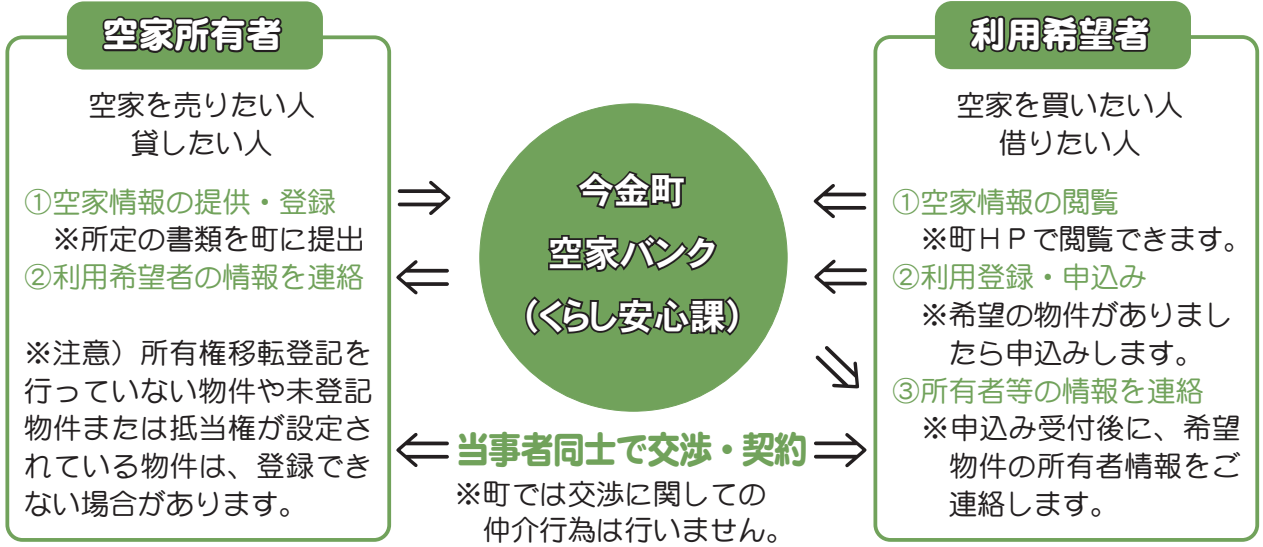 空家所有者
空家を売りたい人
貸したい人
①空家情報の提供・登録
※所定の書類を町に提出
②利用希望者の情報を連絡
※注意）所有権移転登記を
行っていない物件や未登記
物件または抵当権が設定さ
れている物件は、登録でき
ない場合があります。
今金町
空家バンク
（くらし安心課）
当事者同士で交渉・契約
※町では交渉に関しての
仲介行為は行いません。
利用希望者
空家を買いたい人
借りたい人
①空家情報の閲覧
※町ＨＰで閲覧できます。
②利用登録・申込み
※希望の物件がありまし
たら申込みします。
③所有者等の情報を連絡
※申込み受付後に、希望
物件の所有者情報をご
連絡します。